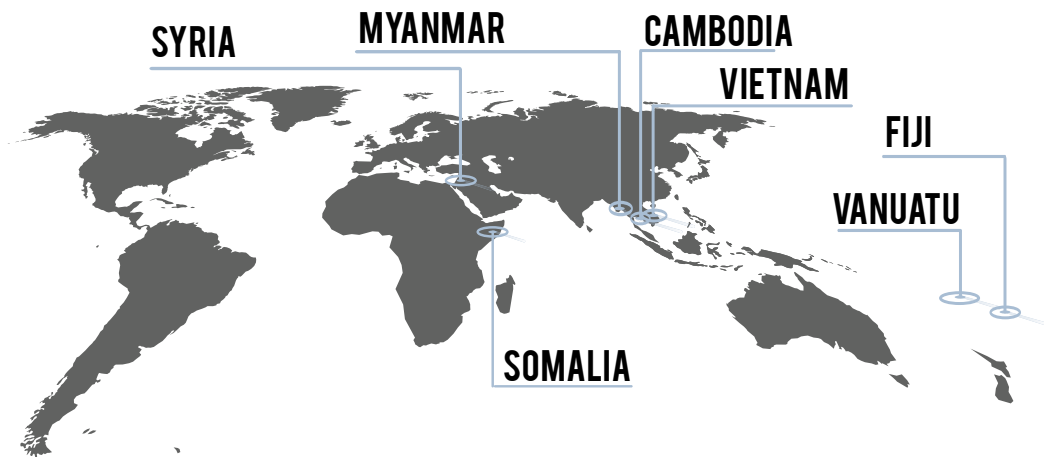 SYRIA
MYANMAR
CAMBODIA
VIETNAM
FIJI
VANUATU
SOMALIA